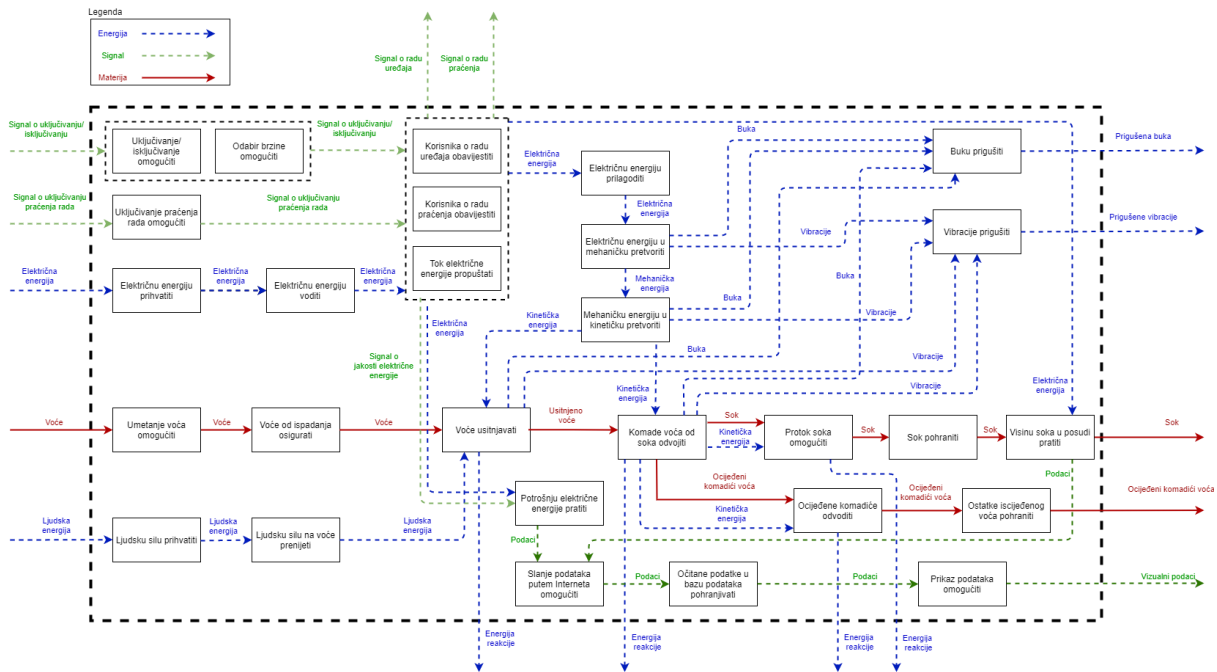 Legenda
Energija
Signal
Materija
Signal o radu
uređaja
Signal o radu
praćenja
Signal o uključivanju/
isključivanju
Uključivanje/
isključivanje
omogućiti
Odabir brzine
omogućiti
Signal o uključivanju/
isključivanju
Korisnika o radu
uređaja obavijestiti
Električna
energija
Električnu energiju
prilagoditi
Buka
Buku prigušiti
Prigušena buka
Signal o uključivanju
praćenja rada
Uključivanje praćenja
rada omogućiti
Signal o uključivanju
praćenja rada
Korisnika o radu
praćenja obavijestiti
Električna
energija
Električnu energiju u
mehaničku pretvoriti
Vibracije
Buka
Vibracije prigušiti
Prigušene vibracije
Električna
energija
Električnu energiju
prihvatiti
Električna
energija
Električnu energiju
voditi
Električna
energija
Tok električne
energije propuštati
Mehanička
energija
Buka
Mehaničku energiju u
kinetičku pretvoriti
Vibracije
Električna
energija
Kinetička
energija
Signal o
jakosti električne
energije
Buka
Vibracije
Kinetička
energija
Vibracije
Električna
energija
Voće
Umetanje voća
omogućiti
Voće
Voće od ispadanja
osigurati
Voće
Voće usitnjavati
Usitnjeno
voće
Komade voća od
soka odvojiti
Sok
Kinetička
energija
Protok soka
omogućiti
Sok
Sok pohraniti
Sok
Visinu soka u posudi
pratiti
Sok
Podaci
Potrošnju električne
energije pratiti
Ocijeđeni
komadići voća
Kinetička
energija
Ocijeđene komadiće
odvoditi
Ocijeđeni
komadići voća
Ostatke iscijeđenog
voća pohraniti
Ocijeđeni komadići voća
Ljudska
energija
Ljudsku silu prihvatiti
Ljudska
energija
Ljudsku silu na voće
prenijeti
Ljudska
energija
Podaci
Slanje podataka
putem Interneta
omogućiti
Podaci
Očitane podatke u
bazu podataka
pohranjivati
Podaci
Prikaz podataka
omogućiti
Vizualni podaci
Energija
reakcije
Energija
reakcije
Energija
reakcije
Energija
reakcije